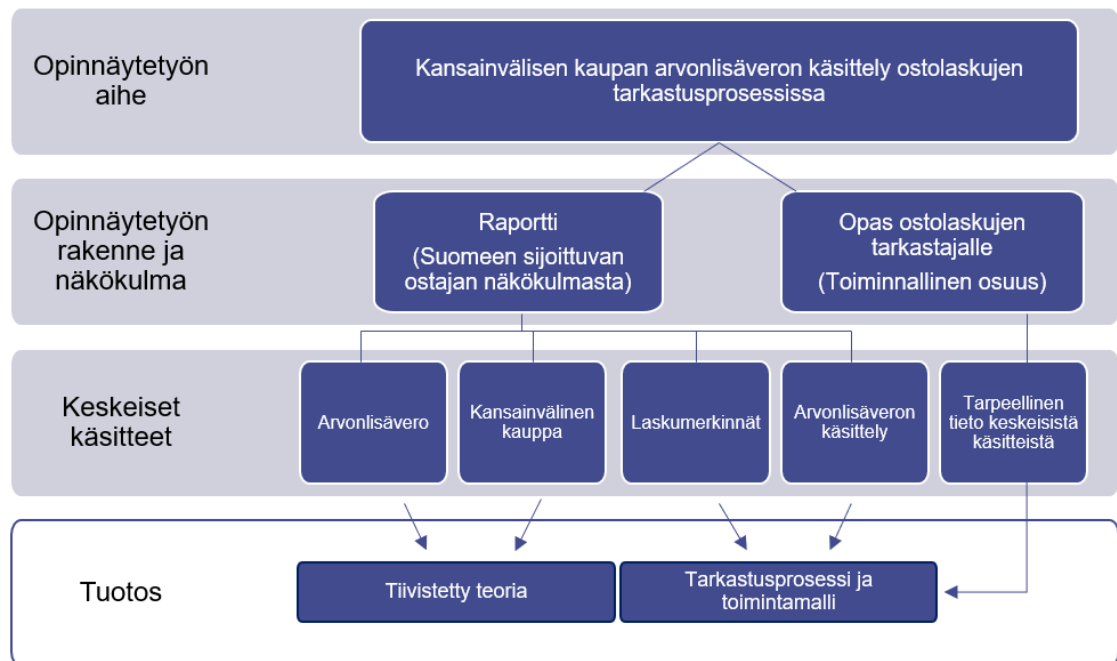 Opinnäytetyön
aihe
Kansainvälisen kaupan arvonlisäveron käsittely ostolaskujen
tarkastusprosessissa
Opinnäytetyön
rakenne ja
näkökulma
Raportti
(Suomeen sijoittuvan
ostajan näkökulmasta)
Opas ostolaskujen
tarkastajalle
(Toiminnallinen osuus)
Keskeiset
käsitteet
Arvonlisävero
Kansainvälinen
kauppa
Laskumerkinnät
Arvonlisäveron
käsittely
Tarpeellinen
tieto keskeisistä
käsitteistä
Tuotos
Tiivistetty teoria
Tarkastusprosessi ja
toimintamalli